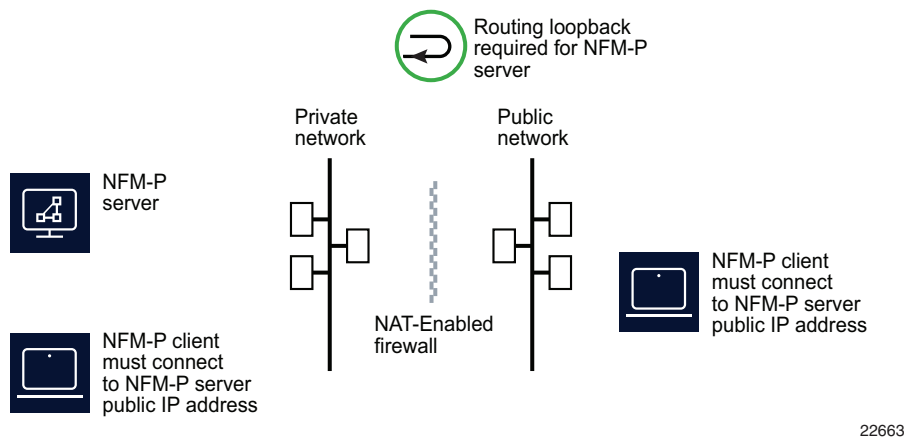 Routing loopback
required for NFM-P
server
Private
network
Public
network
NFM-P
server
NFM-P client
must connect
to NFM-P server
public IP address
NAT-Enabled
firewall
NFM-P client
must connect
to NFM-P server
public IP address
22663